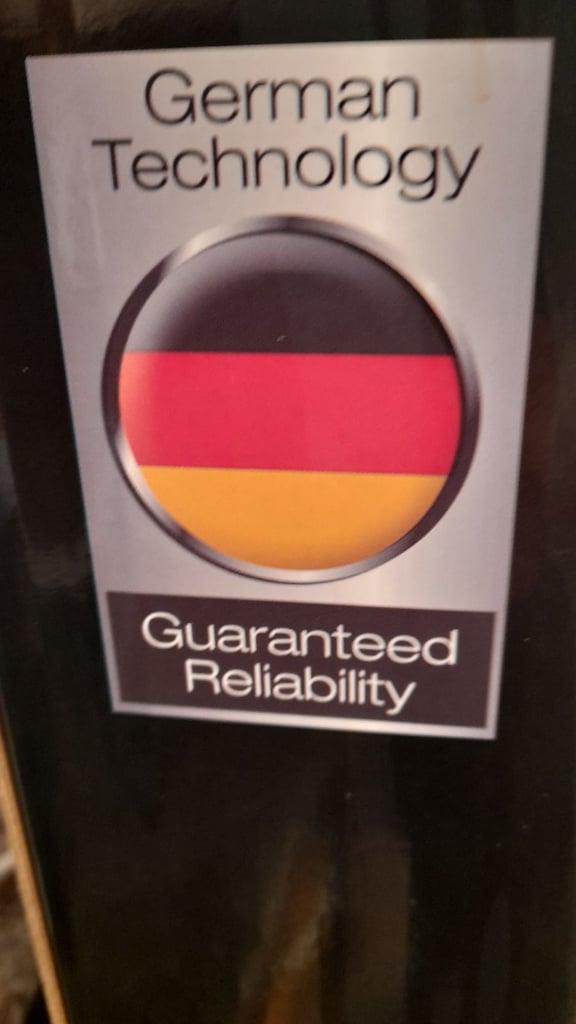 German
Technology
Guaranteed
Reliability